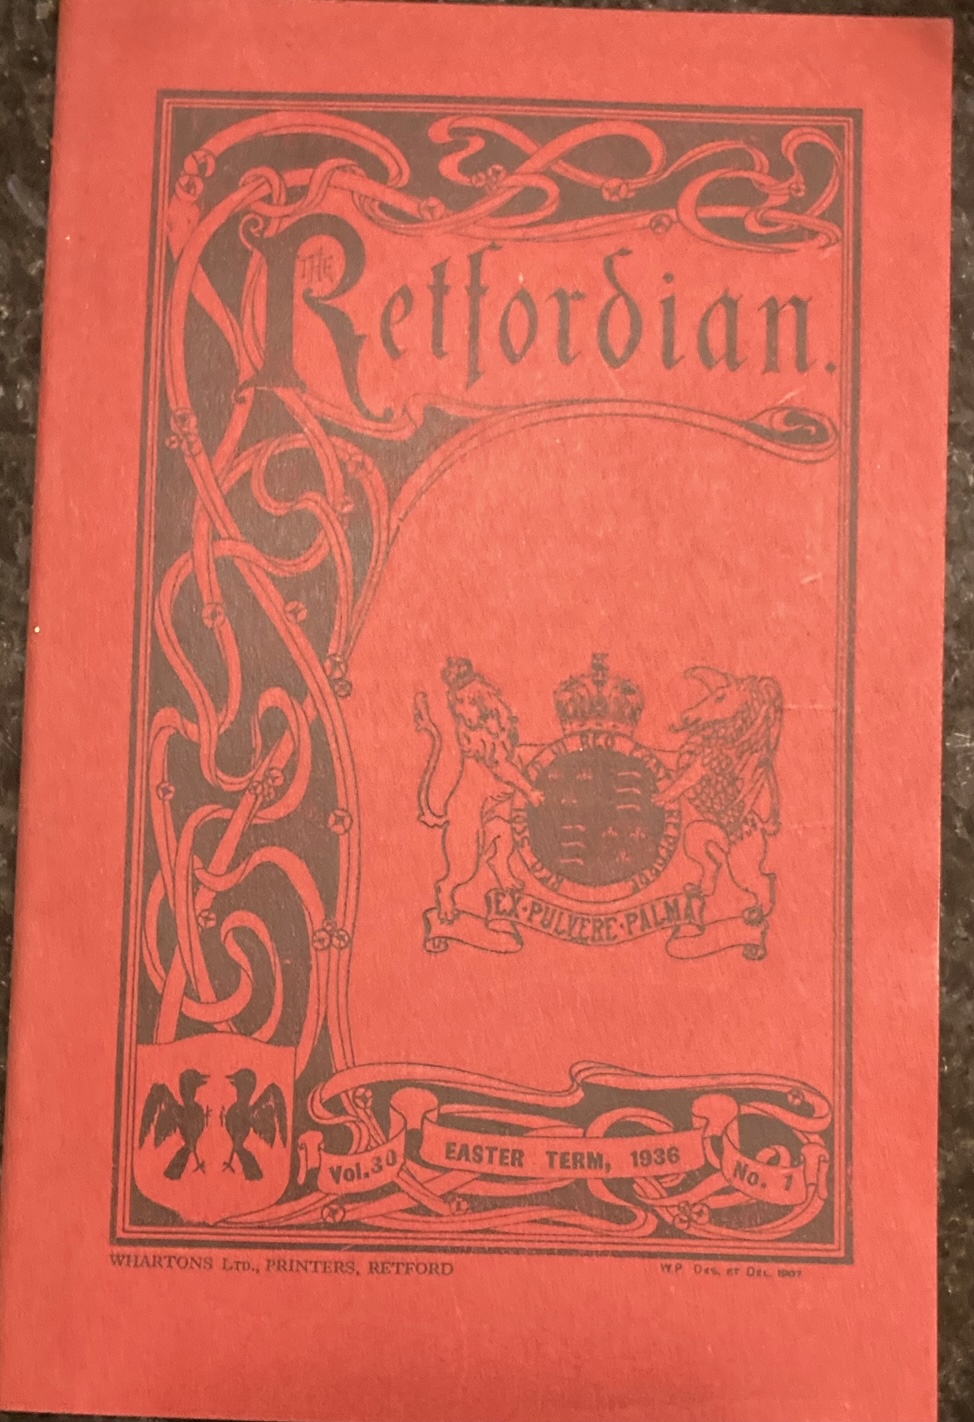 THE
Retfordian.
EX·PULVERE·PALMA
Vol.30
EASTER TERM, 1936
No. 1
WHARTONS LTD., PRINTERS, RETFORD
W.P. DES. ET DEL. 1907